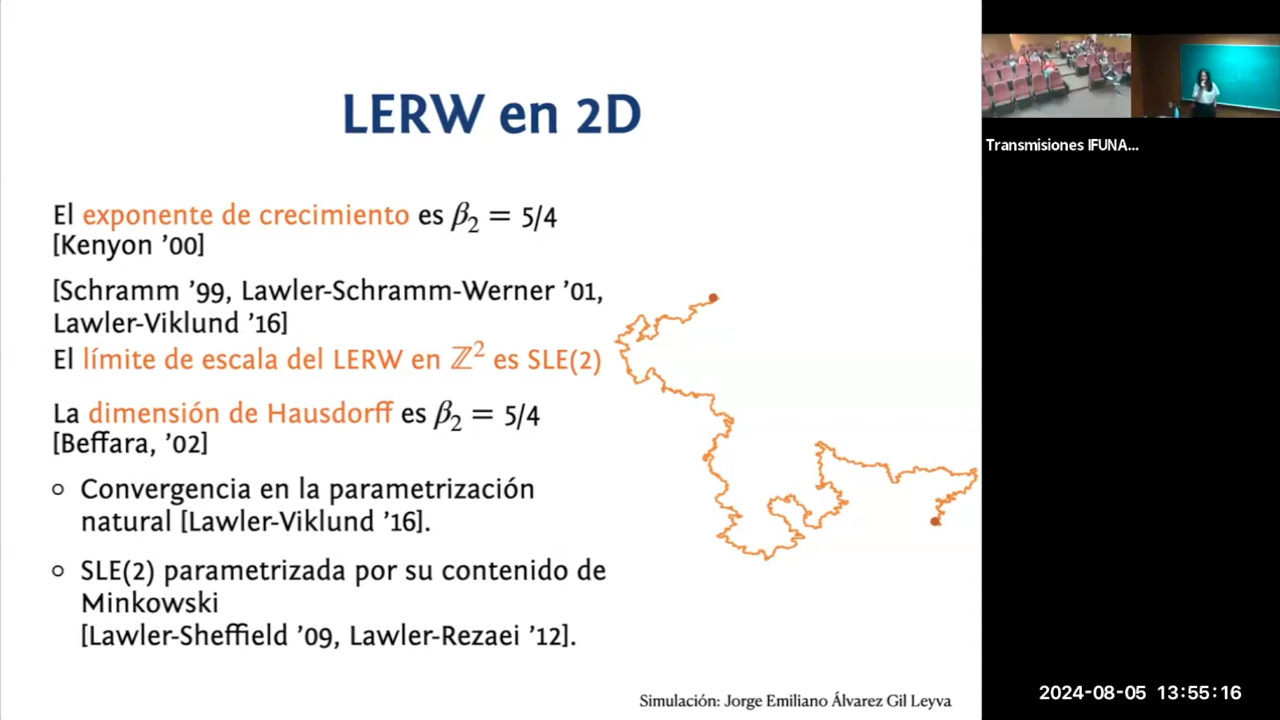 LERW en 2D
El exponente de crecimiento es β₂ = 5/4
[Kenyon ’00]
[Schramm ’99, Lawler-Schramm-Werner ’01,
Lawler-Viklund ’16]
El límite de escala del LERW en ℤ² es SLE(2)
La dimensión de Hausdorff es β₂ = 5/4
[Beffara, ’02]
○ Convergencia en la parametrización
natural [Lawler-Viklund ’16].
○ SLE(2) parametrizada por su contenido de
Minkowski
[Lawler-Sheffield ’09, Lawler-Rezaei ’12].
Simulación: Jorge Emiliano Álvarez Gil Leyva
Transmisiones IFUNA...
2024-08-05 13:55:16